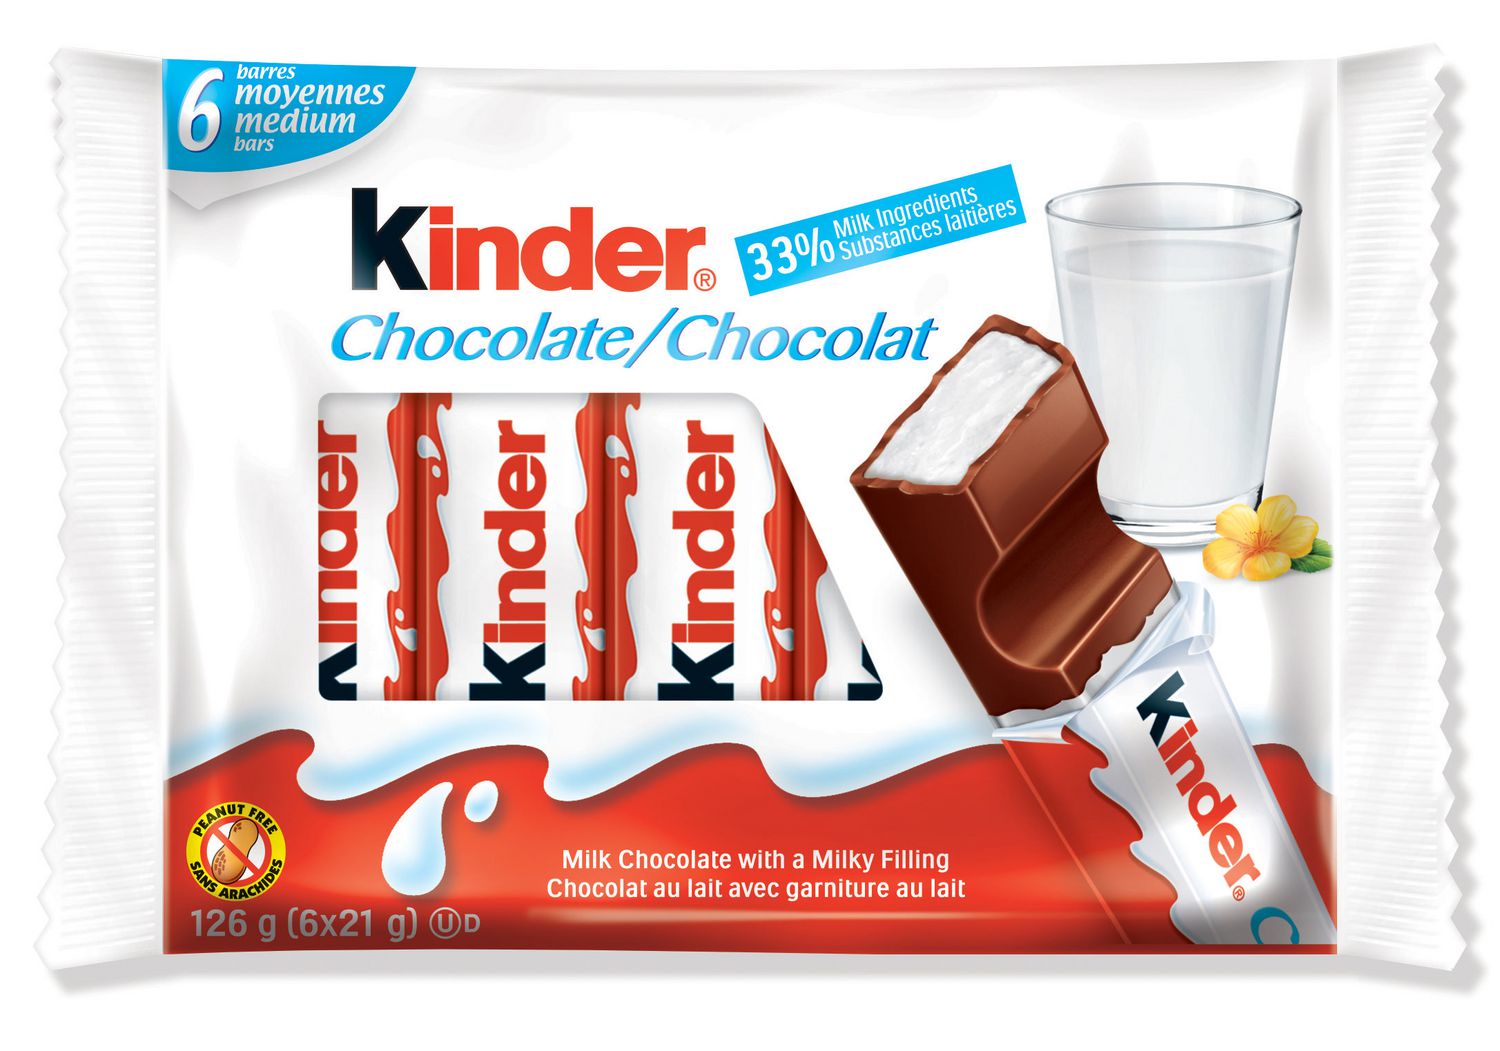 6
barres
moyennes
medium
bars
Kinder®
33% Milk Ingredients
Substances laitières
Chocolate/Chocolat
Kinder
Kinder
Kinder
Kinder®
C
PEANUT FREE
SANS ARACHIDES
Milk Chocolate with a Milky Filling
Chocolat au lait avec garniture au lait
126 g (6x21 g) Ⓤ D